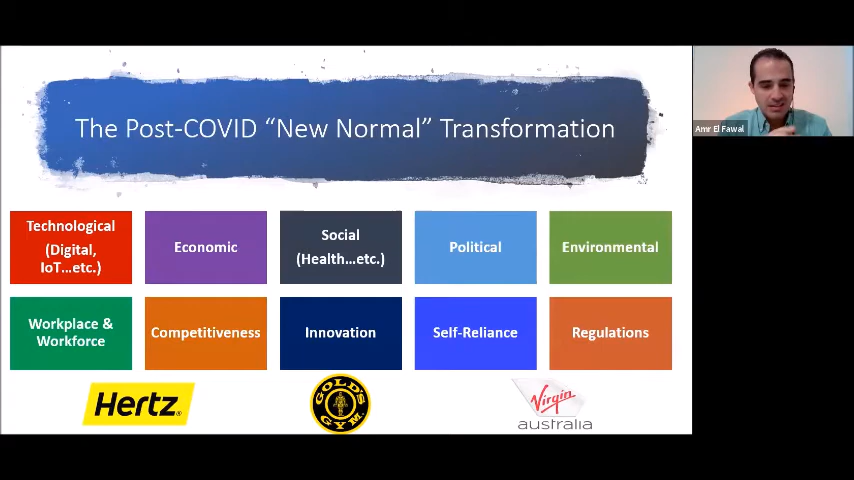 The Post-COVID “New Normal” Transformation
Amr El Fawal
Technological
(Digital,
IoT...etc.)
Economic
Social
(Health...etc.)
Political
Environmental
Workplace &
Workforce
Competitiveness
Innovation
Self-Reliance
Regulations
Hertz
GOLD'S
GYM
Virgin
australia